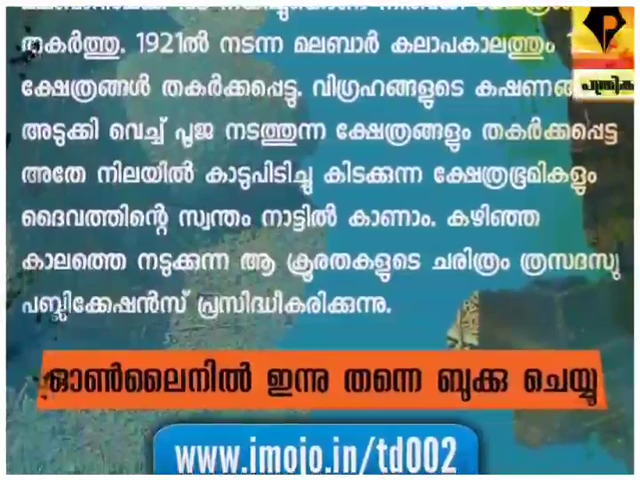 തകർത്തു. 1921ൽ നടന്ന മലബാർ കലാപകാലത്തും
ക്ഷേത്രങ്ങൾ തകർക്കപ്പെട്ടു. വിഗ്രഹങ്ങളുടെ
അടുക്കി വെച്ച് പൂജ നടത്തുന്ന ക്ഷേത്രങ്ങളും തകർക്കപ്പെട്ട
അതേ നിലയിൽ കാടുപിടിച്ചു കിടക്കുന്ന ക്ഷേത്രഭൂമികളും
ദൈവത്തിന്റെ സ്വന്തം നാട്ടിൽ കാണാം. കഴിഞ്ഞ
കാലത്തെ നടുക്കുന്ന ആ ക്രൂരതകളുടെ ചരിത്രം ത്രസദസ്യു
പബ്ലിക്കേഷൻസ് പ്രസിദ്ധികരിക്കുന്നു.
ഓൺലൈനിൽ ഇന്നു തന്നെ ബുക്കു ചെയ്യൂ
www.imojo.in/td002
പത്രിക